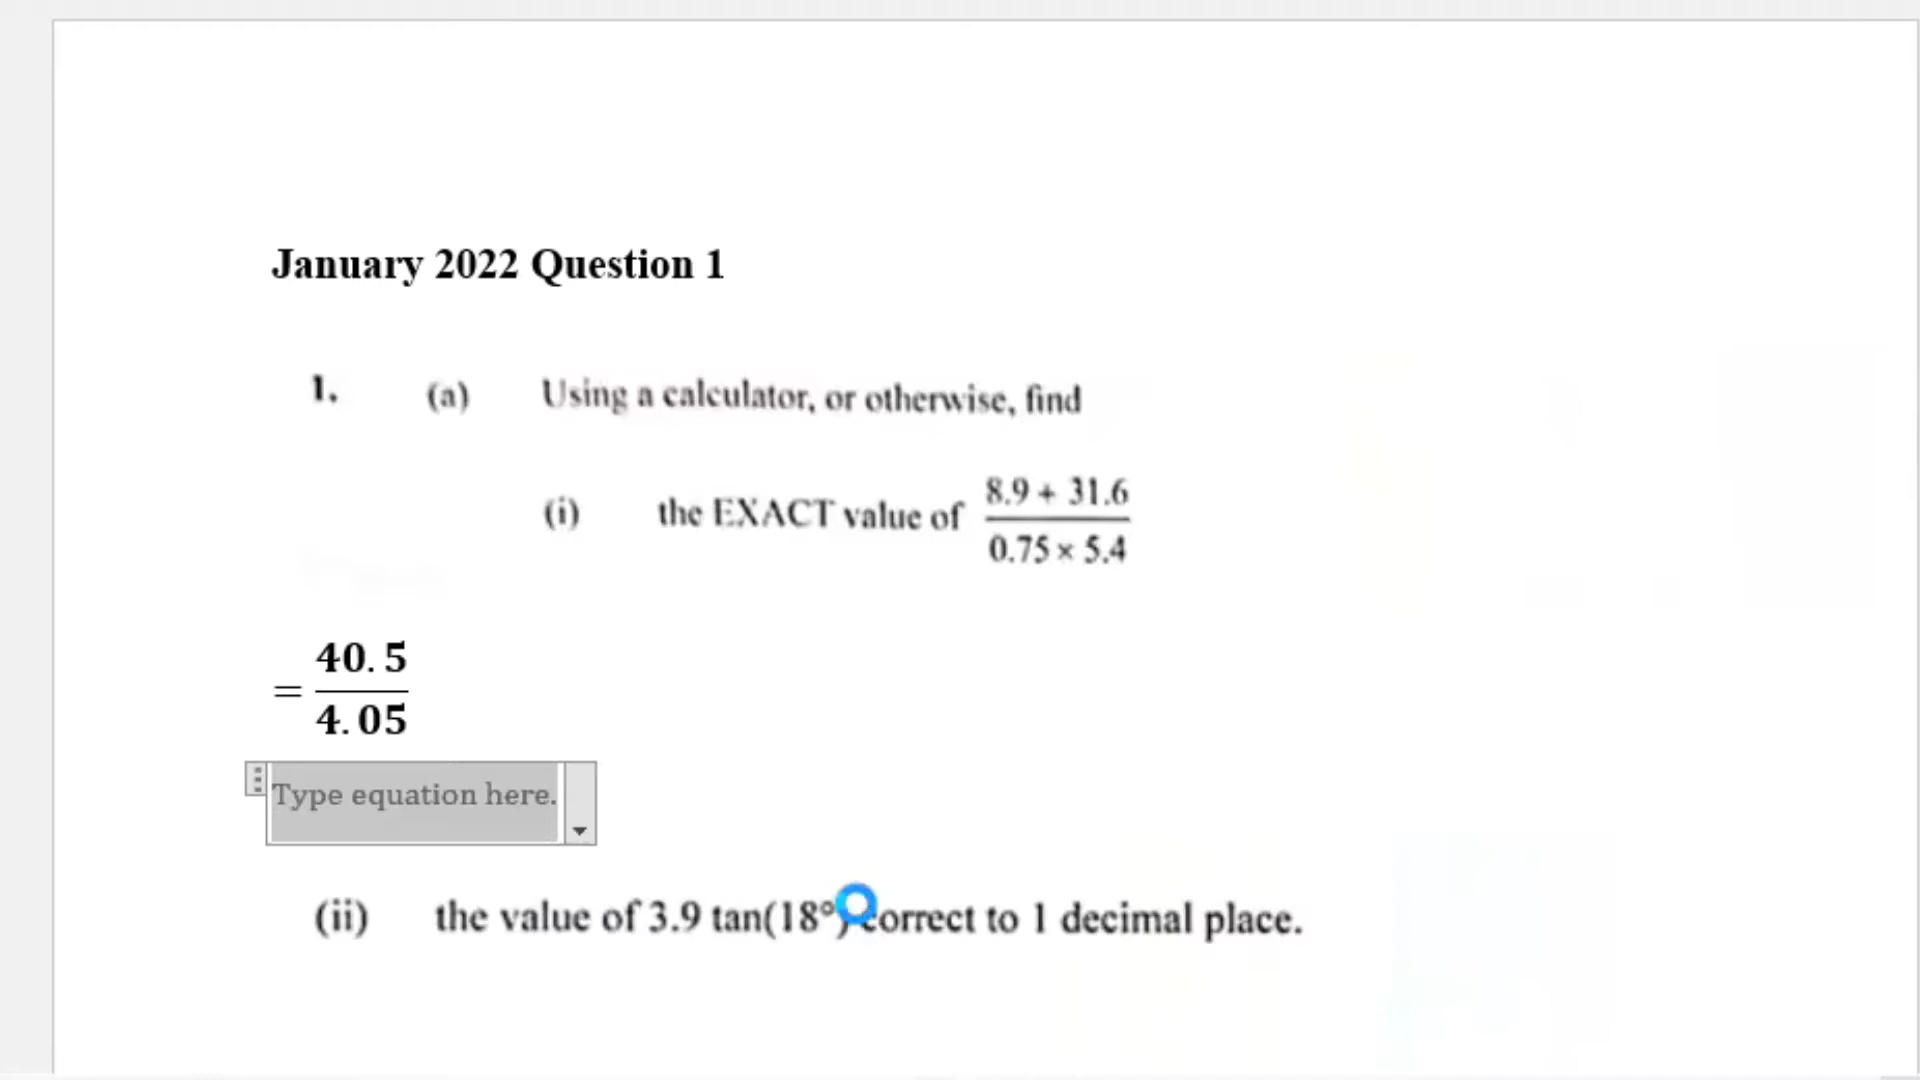 January 2022 Question 1
1. (a) Using a calculator, or otherwise, find
(i) the EXACT value of 8.9 + 31.6
0.75 × 5.4
= 40.5
4.05
Type equation here.
(ii) the value of 3.9 tan(18°) correct to 1 decimal place.